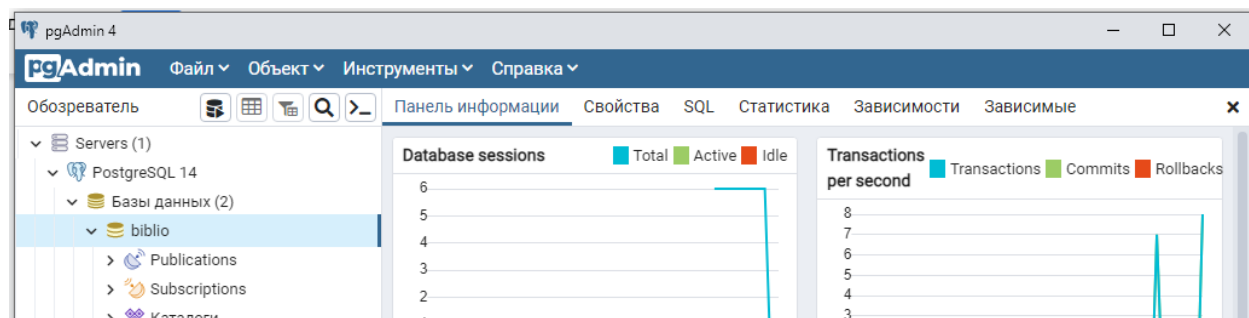 pgAdmin 4
pgAdmin Файл Объект Инструменты Справка
Обозреватель Панель информации Свойства SQL Статистика Зависимости Зависимые
Servers (1)
PostgreSQL 14
Базы данных (2)
biblio
Publications
Subscriptions
Каталоги
Database sessions Total Active Idle
6
5
4
3
2
Transactions per second Transactions Commits Rollbacks
8
7
6
5
4
3